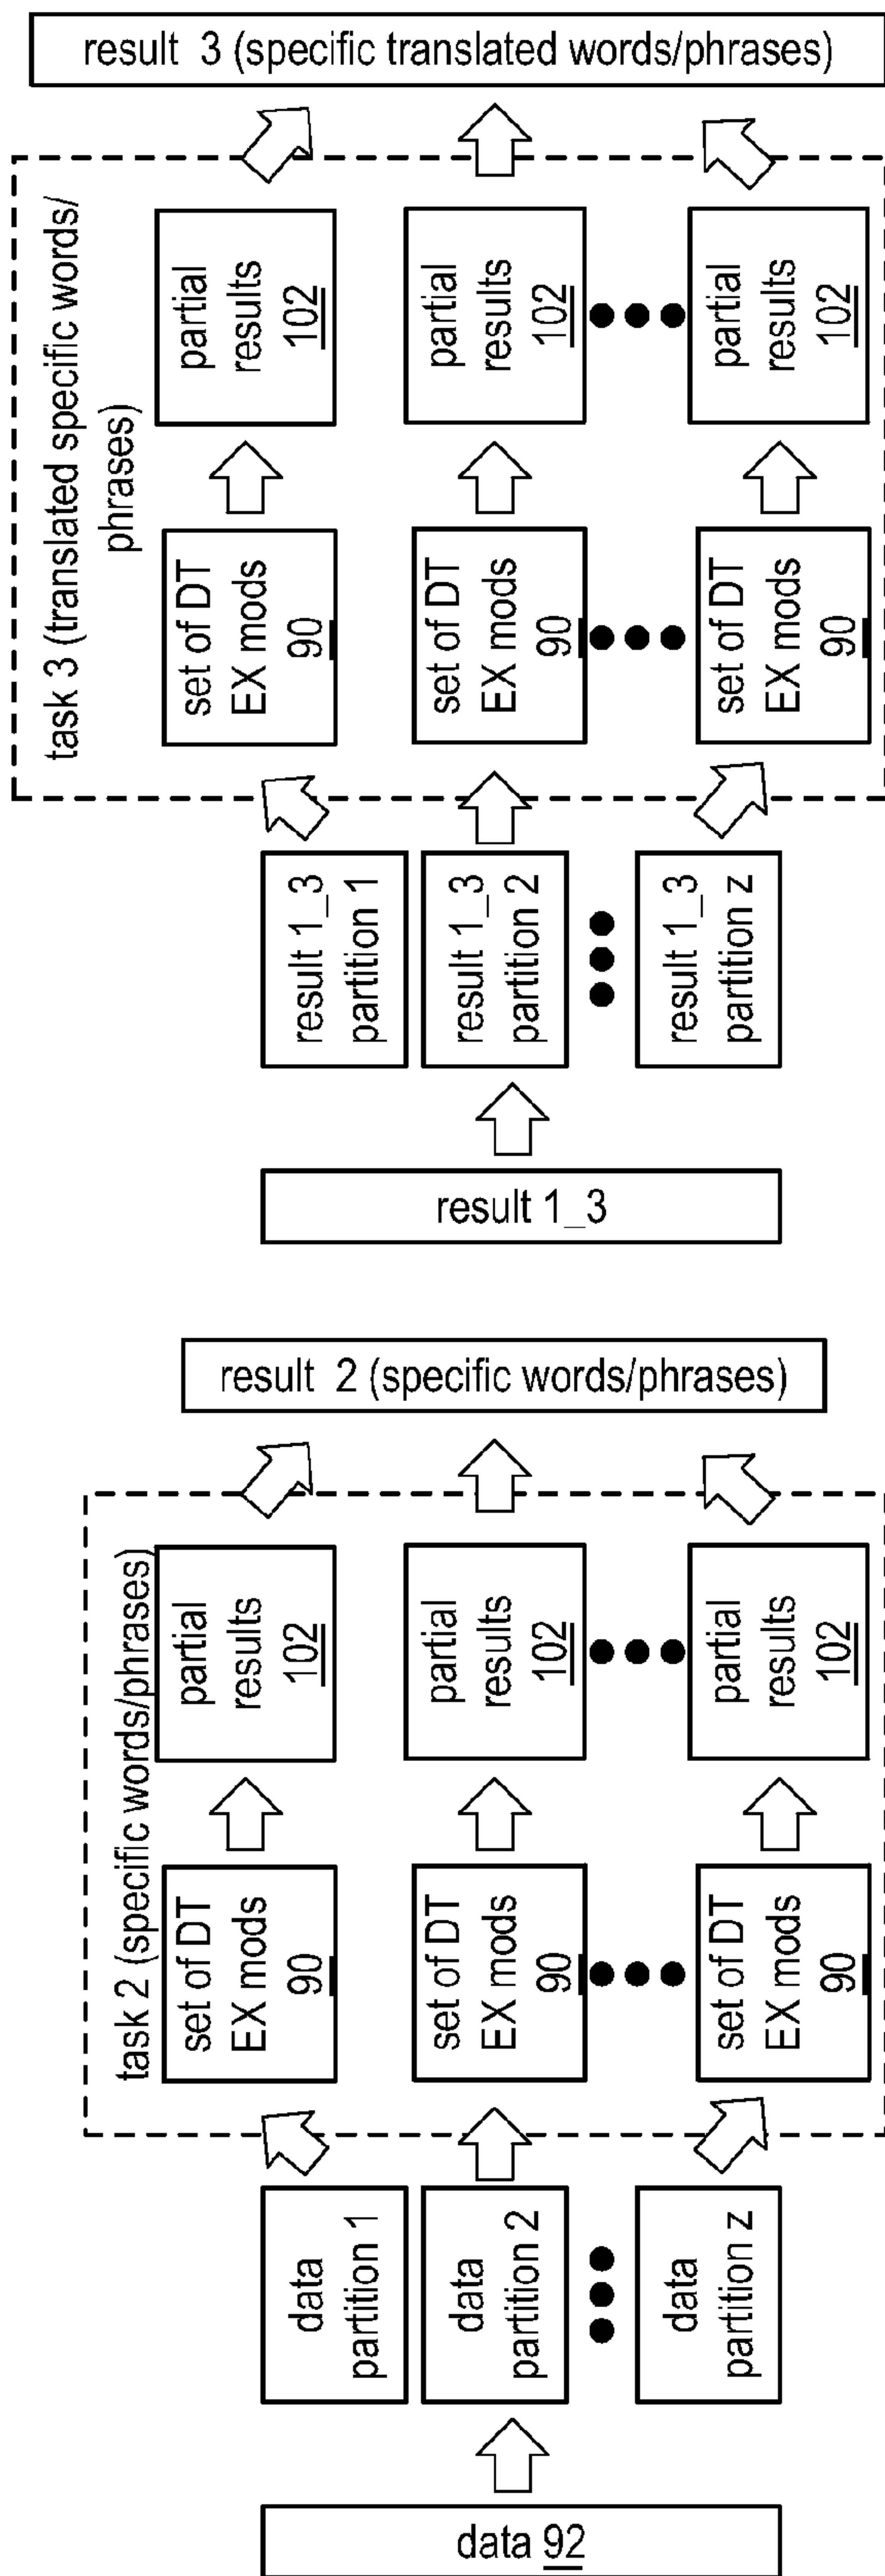 data 92
data
partition 1
data
partition 2
data
partition z
task 2 (specific words/phrases)
set of DT
EX mods
90
set of DT
EX mods
90
set of DT
EX mods
90
partial
results
102
partial
results
102
partial
results
102
result 2 (specific words/phrases)
result 1_3
result 1_3
partition 1
result 1_3
partition 2
result 1_3
partition z
task 3 (translated specific words/
phrases)
set of DT
EX mods
90
set of DT
EX mods
90
set of DT
EX mods
90
partial
results
102
partial
results
102
partial
results
102
result 3 (specific translated words/phrases)